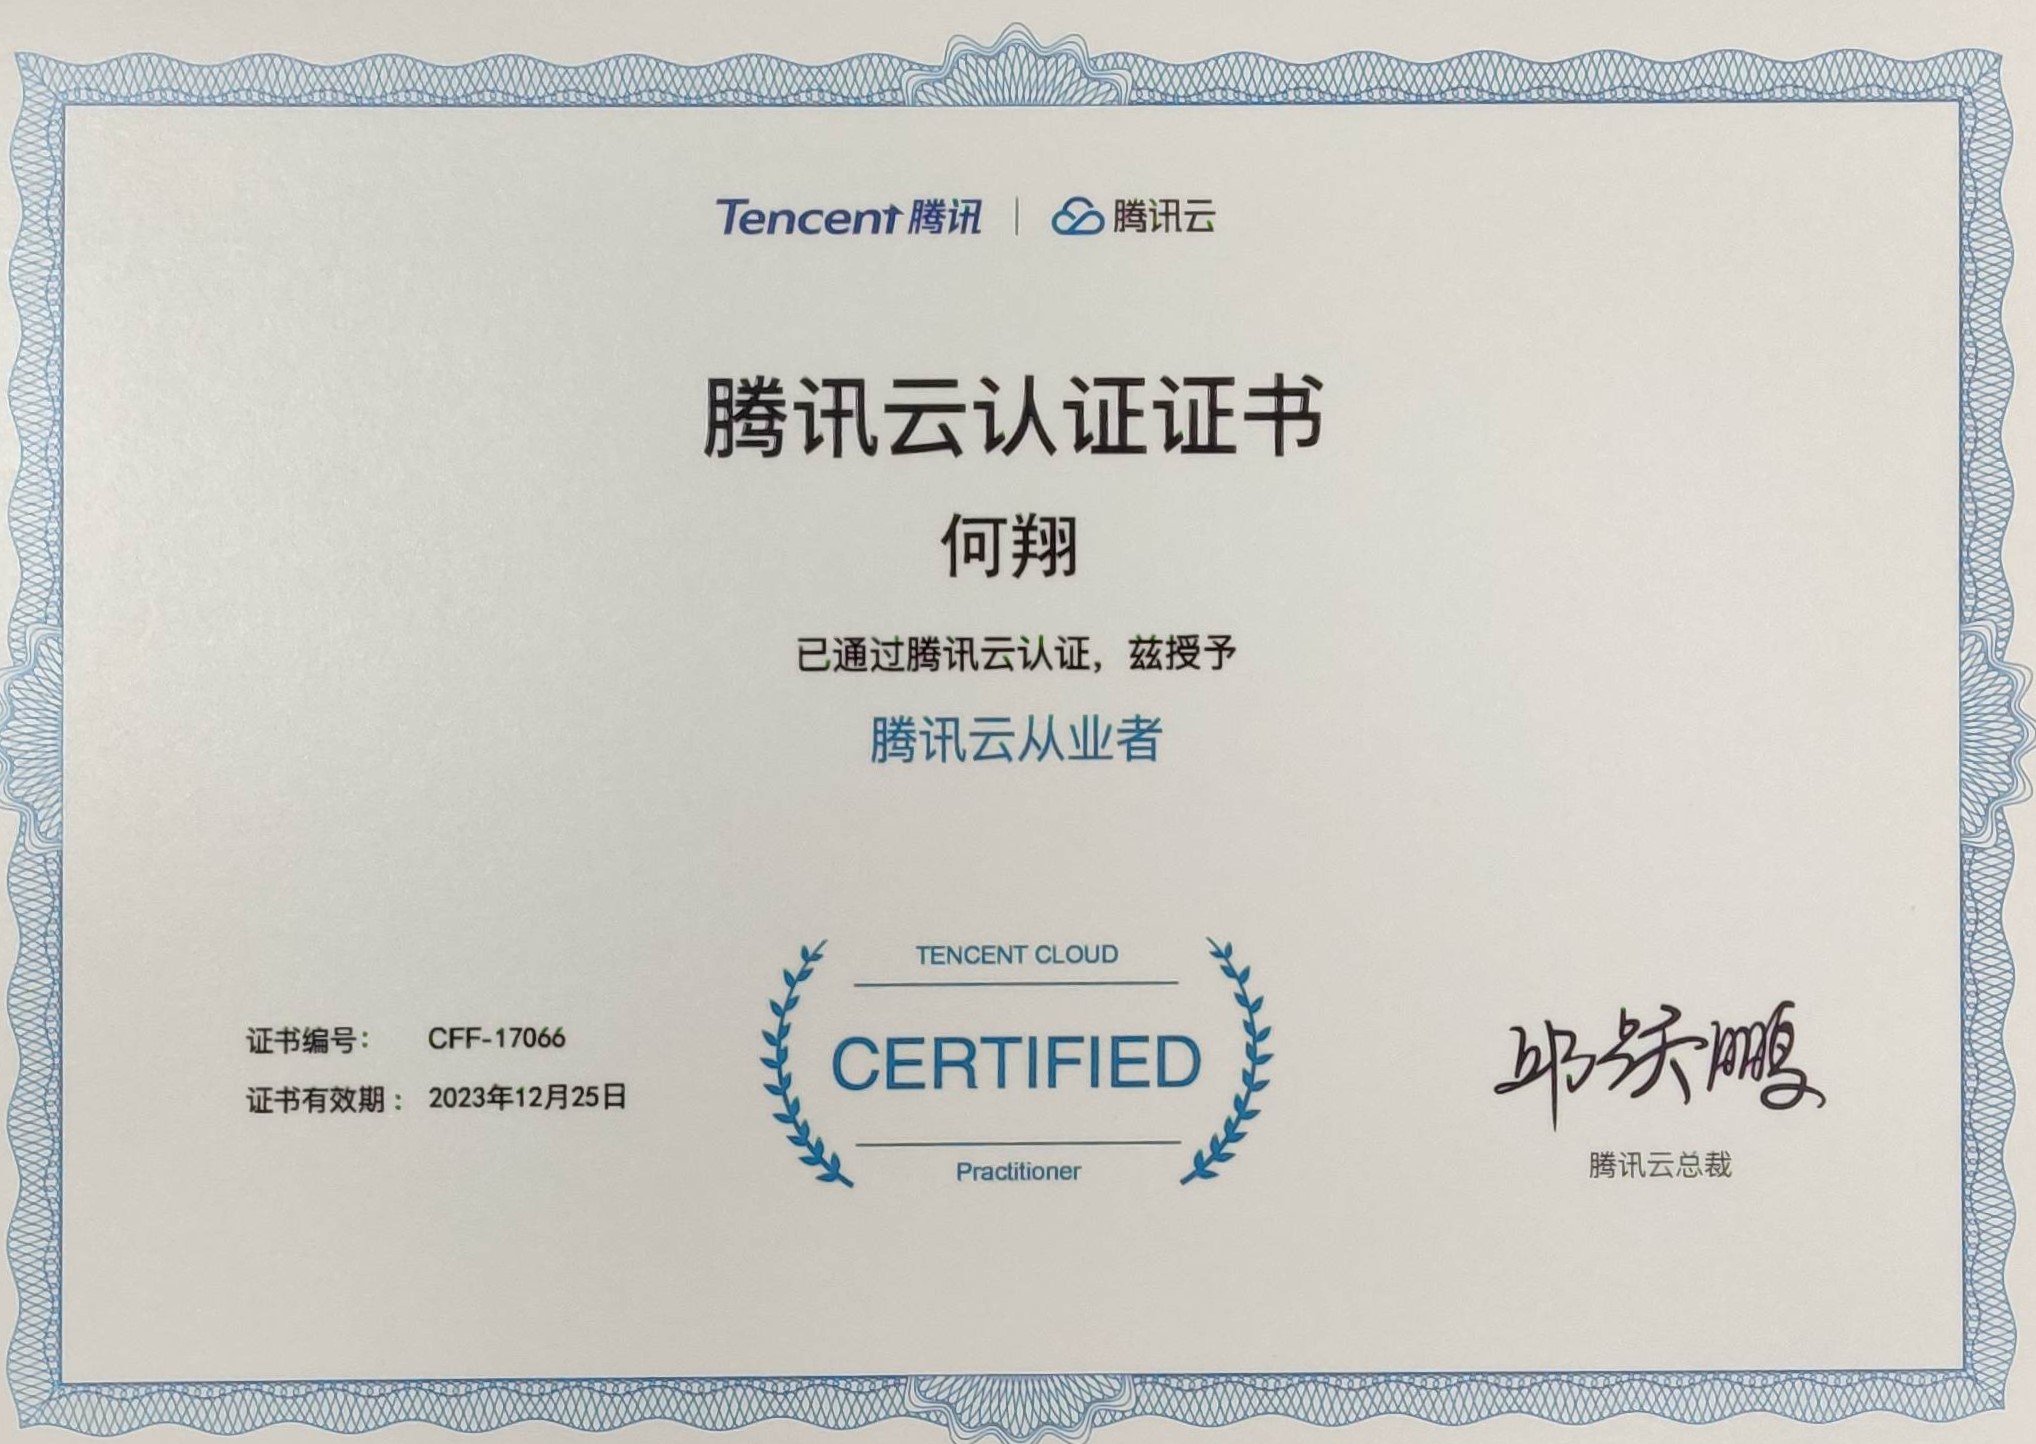 Tencent腾讯 | 腾讯云
腾讯云认证证书
何翔
已通过腾讯云认证，兹授予
腾讯云从业者
TENCENT CLOUD
CERTIFIED
Practitioner
证书编号： CFF-17066
证书有效期： 2023年12月25日
邱跃鹏
腾讯云总裁